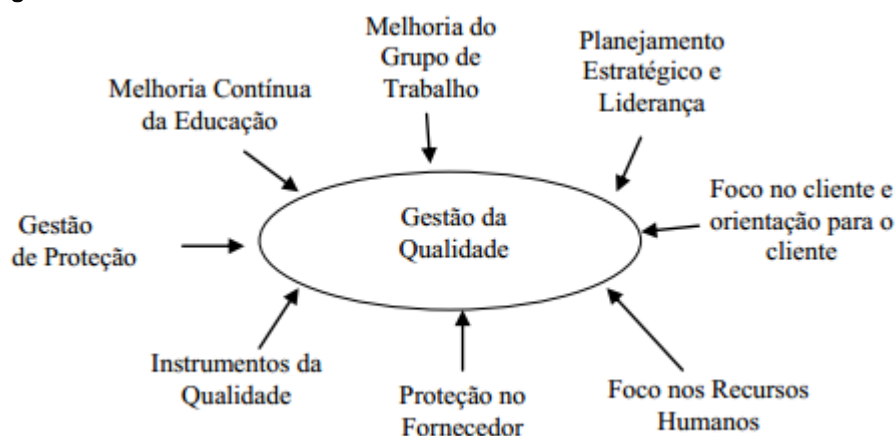 Melhoria do
Grupo de
Trabalho
Planejamento
Estratégico e
Liderança
Melhoria Contínua
da Educação
Foco no cliente e
orientação para o
cliente
Gestão da
Qualidade
Gestão
de Proteção
Instrumentos da
Qualidade
Proteção no
Fornecedor
Foco nos Recursos
Humanos